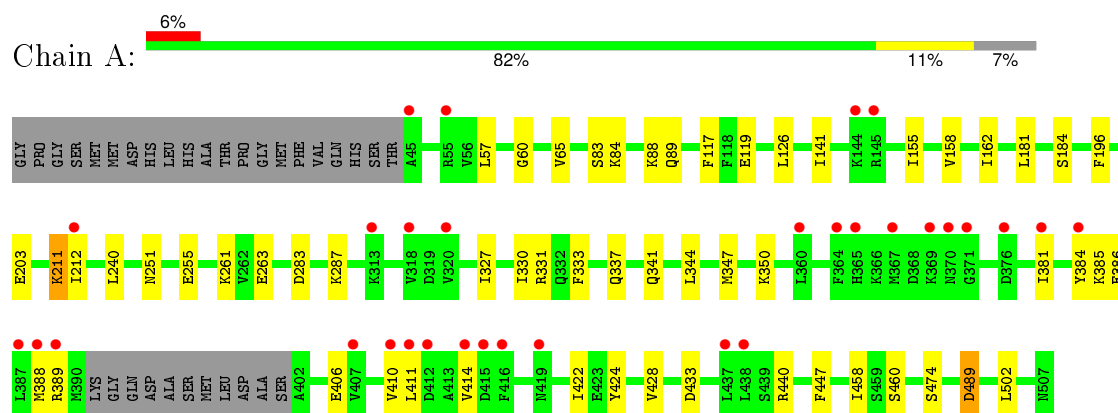 6%
Chain A:
82% 11% 7%
GLY PRO GLY SER MET MET ASP HIS LEU HIS ALA THR PRO GLY MET PHE VAL GLN HIS SER THR A45 R55 V56 L57 G60 V65 S83 K84 K88 Q89 F117 F118 E119 L126 I141 K144 R145 I155 V158 I162 L181 S184 F196
E203 K211 I212 L240 N251 E255 K261 V262 E263 D283 K287 K313 V318 D319 V320 I327 I330 R331 Q332 F333 Q337 Q341 L344 M347 K350 L360 F364 H365 K366 M367 D368 K369 N370 G371 D376 I381 Y384 K385
L387 M388 R389 M390 LYS GLY GLN ASP ALA SER MET LEU ASP ALA SER A402 E406 V407 V410 L411 D412 A413 V414 D415 F416 N419 I422 E423 Y424 V428 D433 L437 L438 S439 R440 F447 I458 S459 S460 S474 D489 L502 N507